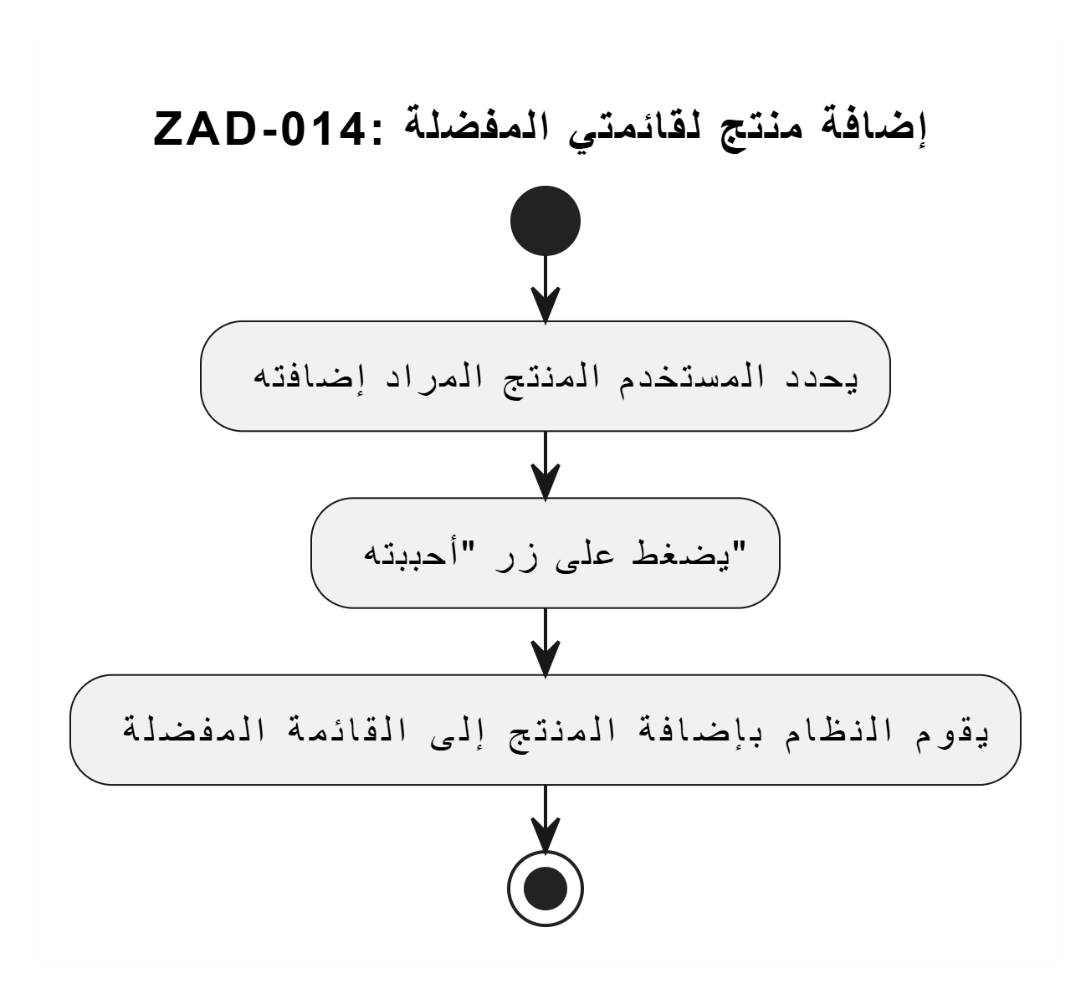 ZAD-014: إضافة منتج لقائمتي المفضلة
يحدد المستخدم المنتج المراد إضافته
يضغط على زر "أحببته"
يقوم النظام بإضافة المنتج إلى القائمة المفضلة